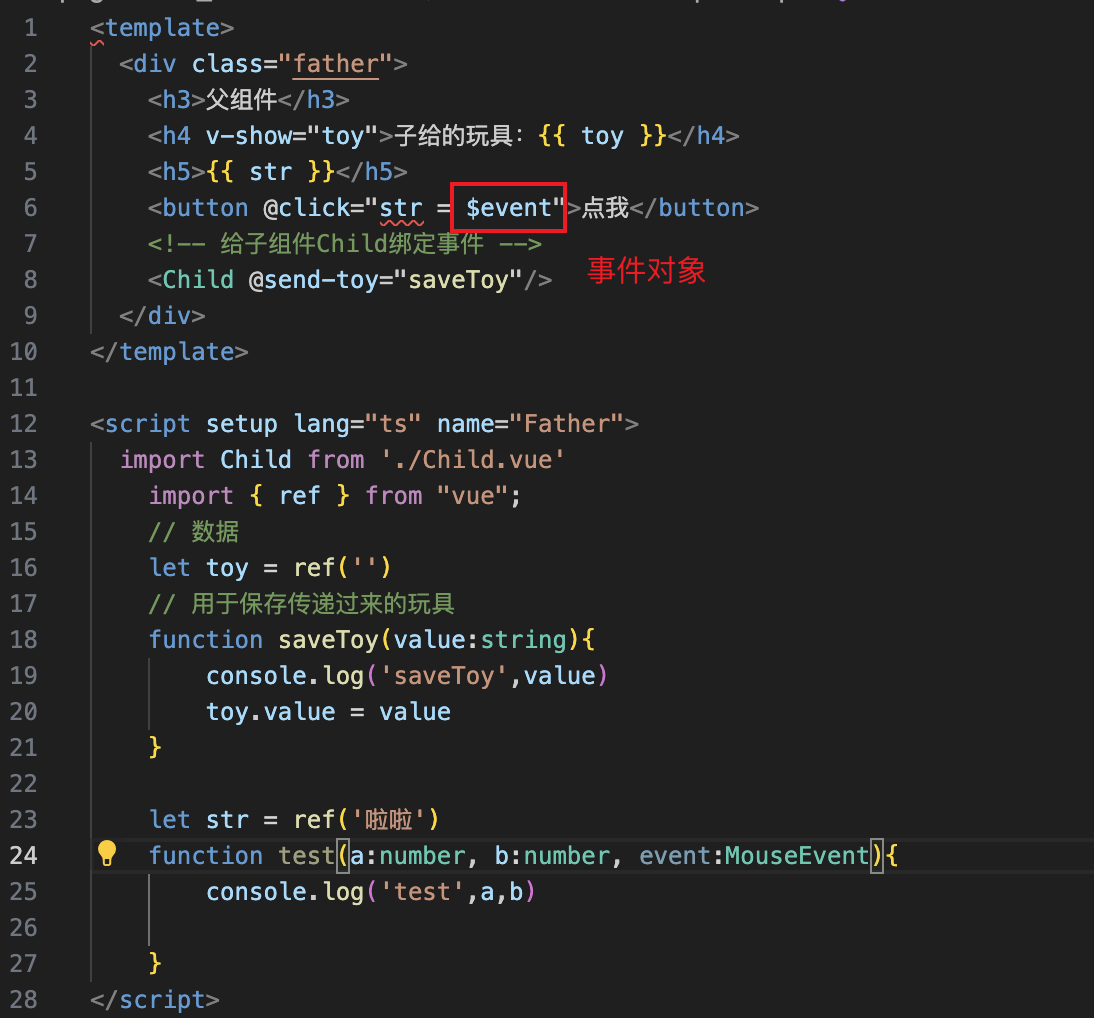 1 <template>
2 <div class="father">
3 <h3>父组件</h3>
4 <h4 v-show="toy">子给的玩具：{{ toy }}</h4>
5 <h5>{{ str }}</h5>
6 <button @click="str = $event">点我</button>
7 <!-- 给子组件Child绑定事件 -->
8 <Child @send-toy="saveToy"/>
事件对象
9 </div>
10 </template>
11
12 <script setup lang="ts" name="Father">
13 import Child from './Child.vue'
14 import { ref } from "vue";
15 // 数据
16 let toy = ref('')
17 // 用于保存传递过来的玩具
18 function saveToy(value:string){
19 console.log('saveToy',value)
20 toy.value = value
21 }
22
23 let str = ref('啦啦')
24 function test(a:number, b:number, event:MouseEvent){
25 console.log('test',a,b)
26
27 }
28 </script>